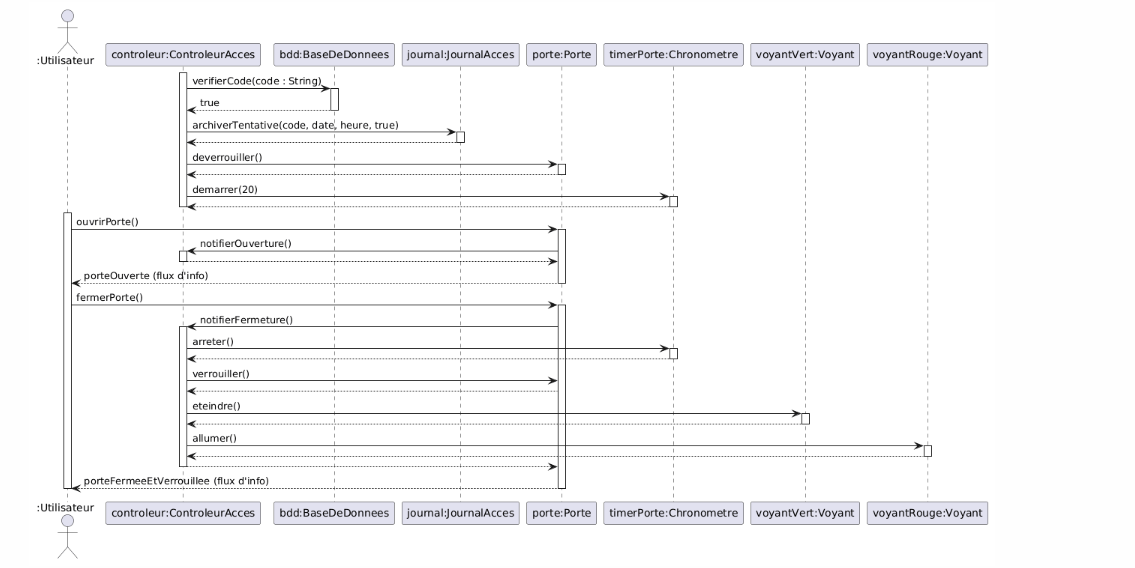 :Utilisateur
controleur:ControleurAcces
bdd:BaseDeDonnees
journal:JournalAcces
porte:Porte
timerPorte:Chronometre
voyantVert:Voyant
voyantRouge:Voyant
verifierCode(code : String)
true
archiverTentative(code, date, heure, true)
deverrouiller()
demarrer(20)
ouvrirPorte()
notifierOuverture()
porteOuverte (flux d'info)
fermerPorte()
notifierFermeture()
arreter()
verrouiller()
eteindre()
allumer()
porteFermeeEtVerrouillee (flux d'info)
:Utilisateur
controleur:ControleurAcces
bdd:BaseDeDonnees
journal:JournalAcces
porte:Porte
timerPorte:Chronometre
voyantVert:Voyant
voyantRouge:Voyant